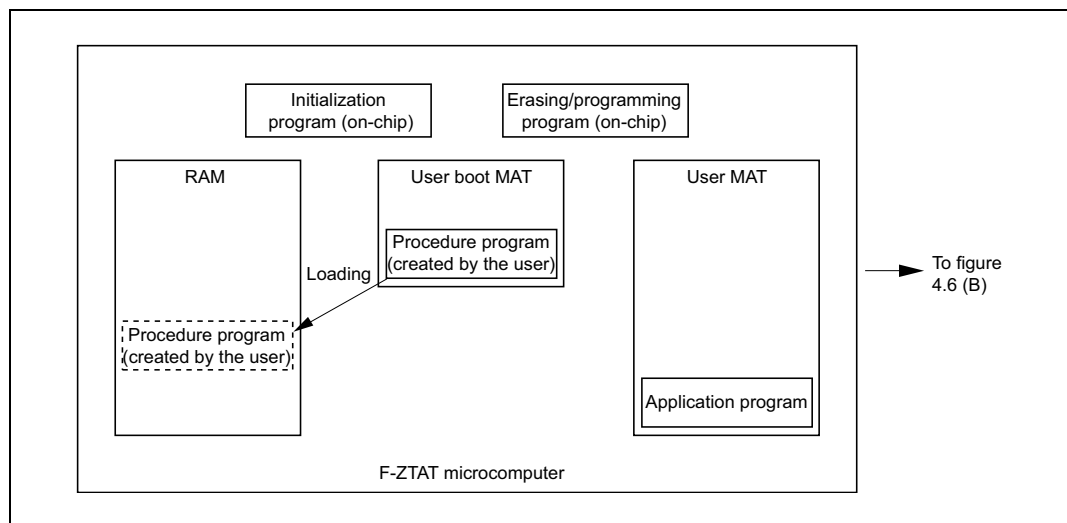 Initialization
program (on-chip)
Erasing/programming
program (on-chip)
RAM
User boot MAT
User MAT
Procedure program
(created by the user)
Loading
To figure
4.6 (B)
Procedure program
(created by the user)
Application program
F-ZTAT microcomputer